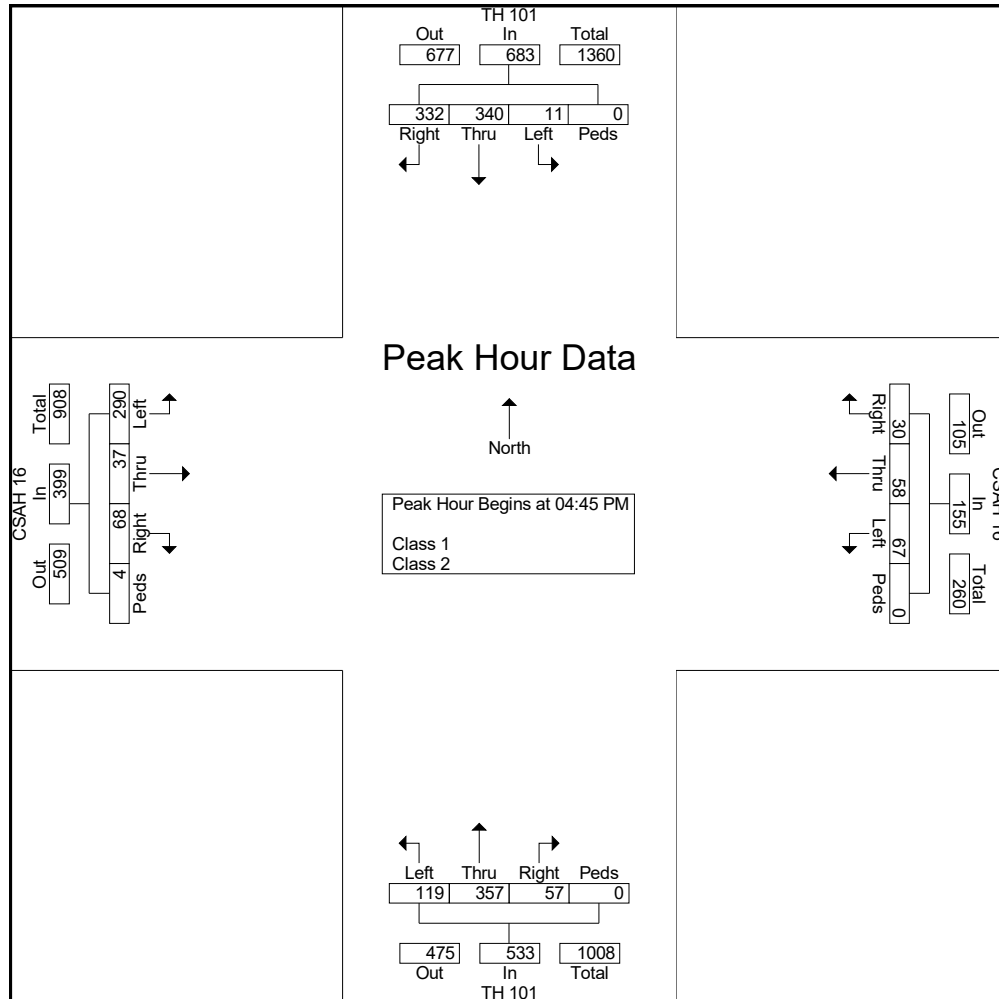 TH 101
Out In Total
677 683 1360
332 340 11 0
Right Thru Left Peds
Peak Hour Data
North
Peak Hour Begins at 04:45 PM
Class 1
Class 2
CSAH 16
Out In Total
509 399 908
Left Thru Right Peds
290 37 68 4
Out In Total
105 155 260
Right Thru Left Peds
30 58 67 0
Left Thru Right Peds
119 357 57 0
475 533 1008
Out In Total
TH 101